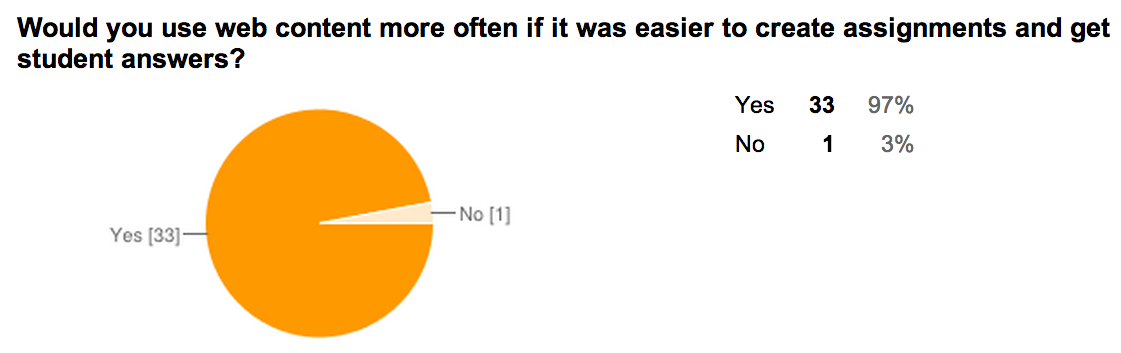 Would you use web content more often if it was easier to create assignments and get
student answers?
Yes 33 97%
No 1 3%
No [1]
Yes [33]